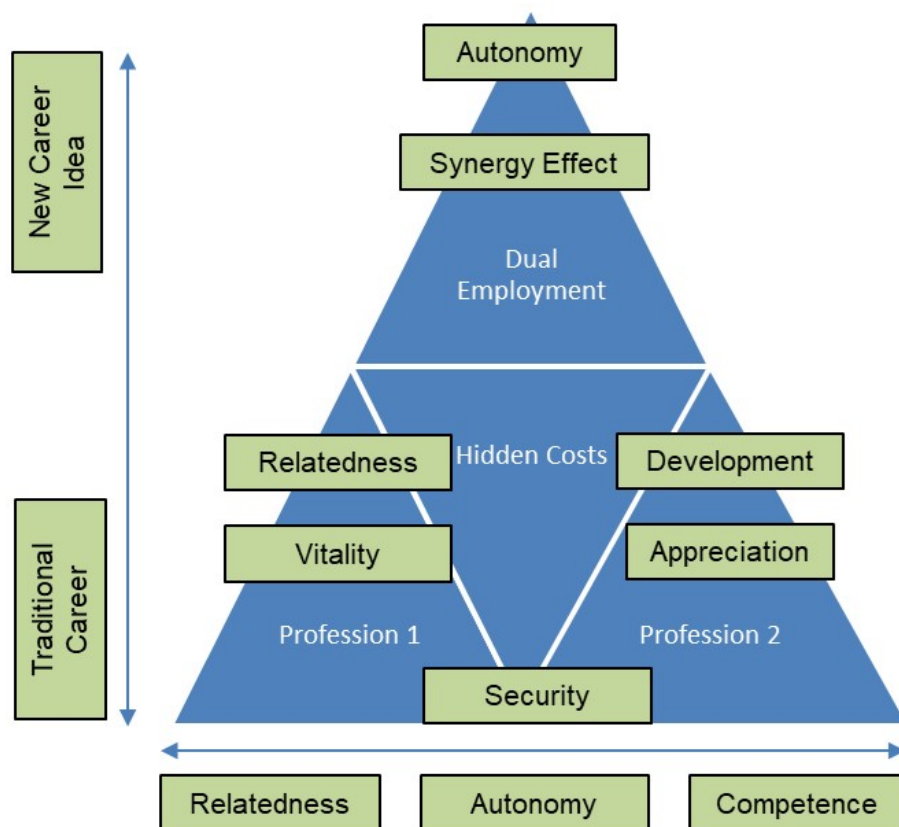 Autonomy
New Career
Idea
Synergy Effect
Dual
Employment
Relatedness
Hidden Costs
Development
Vitality
Appreciation
Traditional
Career
Profession 1
Profession 2
Security
Relatedness
Autonomy
Competence